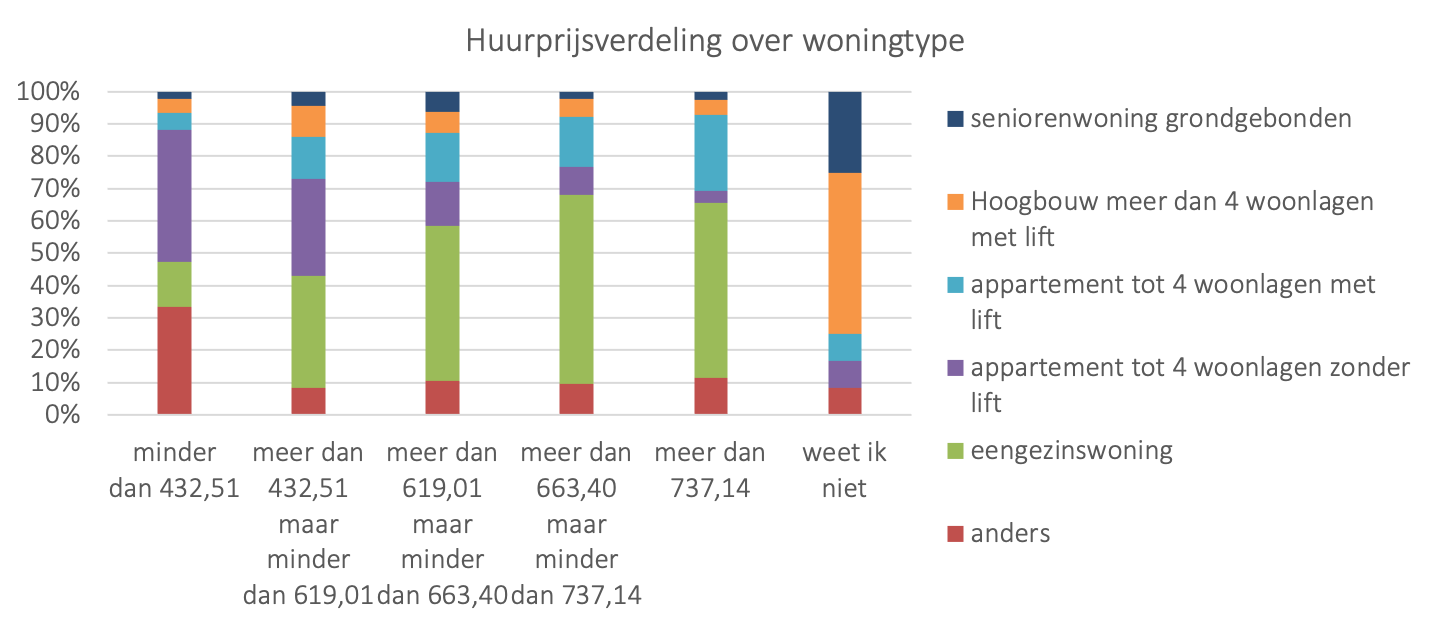 Huurprijsverdeling over woningtype
100%
90%
80%
70%
60%
50%
40%
30%
20%
10%
0%
minder
dan 432,51
meer dan
432,51
maar
minder
dan 619,01
meer dan
619,01
maar
minder
dan 663,40
meer dan
663,40
maar
minder
dan 737,14
meer dan
737,14
weet ik
niet
seniorenwoning grondgebonden
Hoogbouw meer dan 4 woonlagen
met lift
appartement tot 4 woonlagen met
lift
appartement tot 4 woonlagen zonder
lift
eengezinswoning
anders